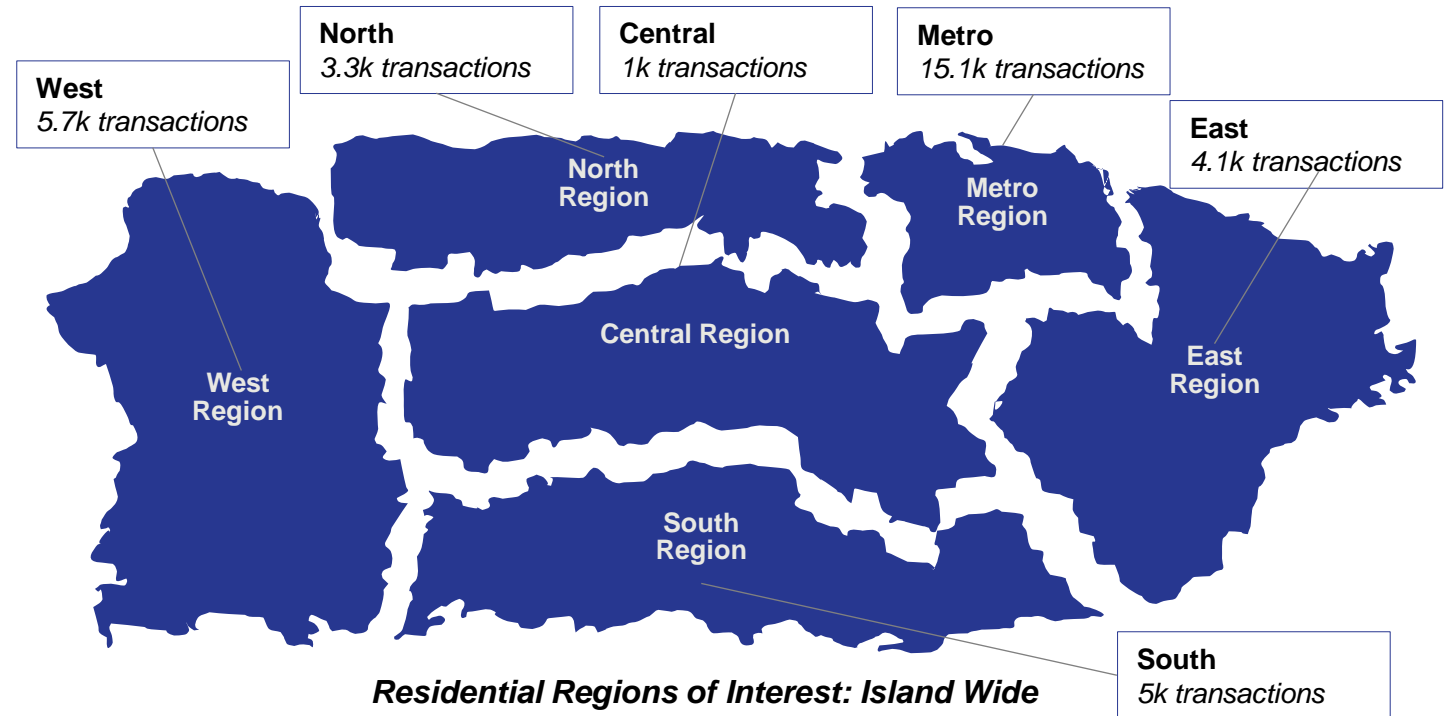 North
3.3k transactions
Central
1k transactions
Metro
15.1k transactions
West
5.7k transactions
East
4.1k transactions
North
Region
Metro
Region
Central Region
East
Region
West
Region
South
Region
South
5k transactions
Residential Regions of Interest: Island Wide